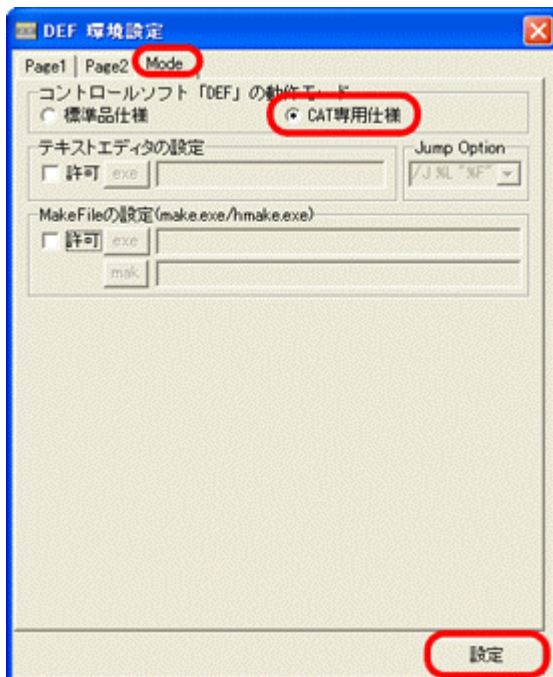 DEF 環境設定
Page1 Page2 Mode
コントロールソフト「DEF」の動作モード
標準品仕様 CAT専用仕様
テキストエディタの設定 Jump Option
許可 exe /J %L "%F"
MakeFileの設定(make.exe/hmake.exe)
許可 exe
mak
設定